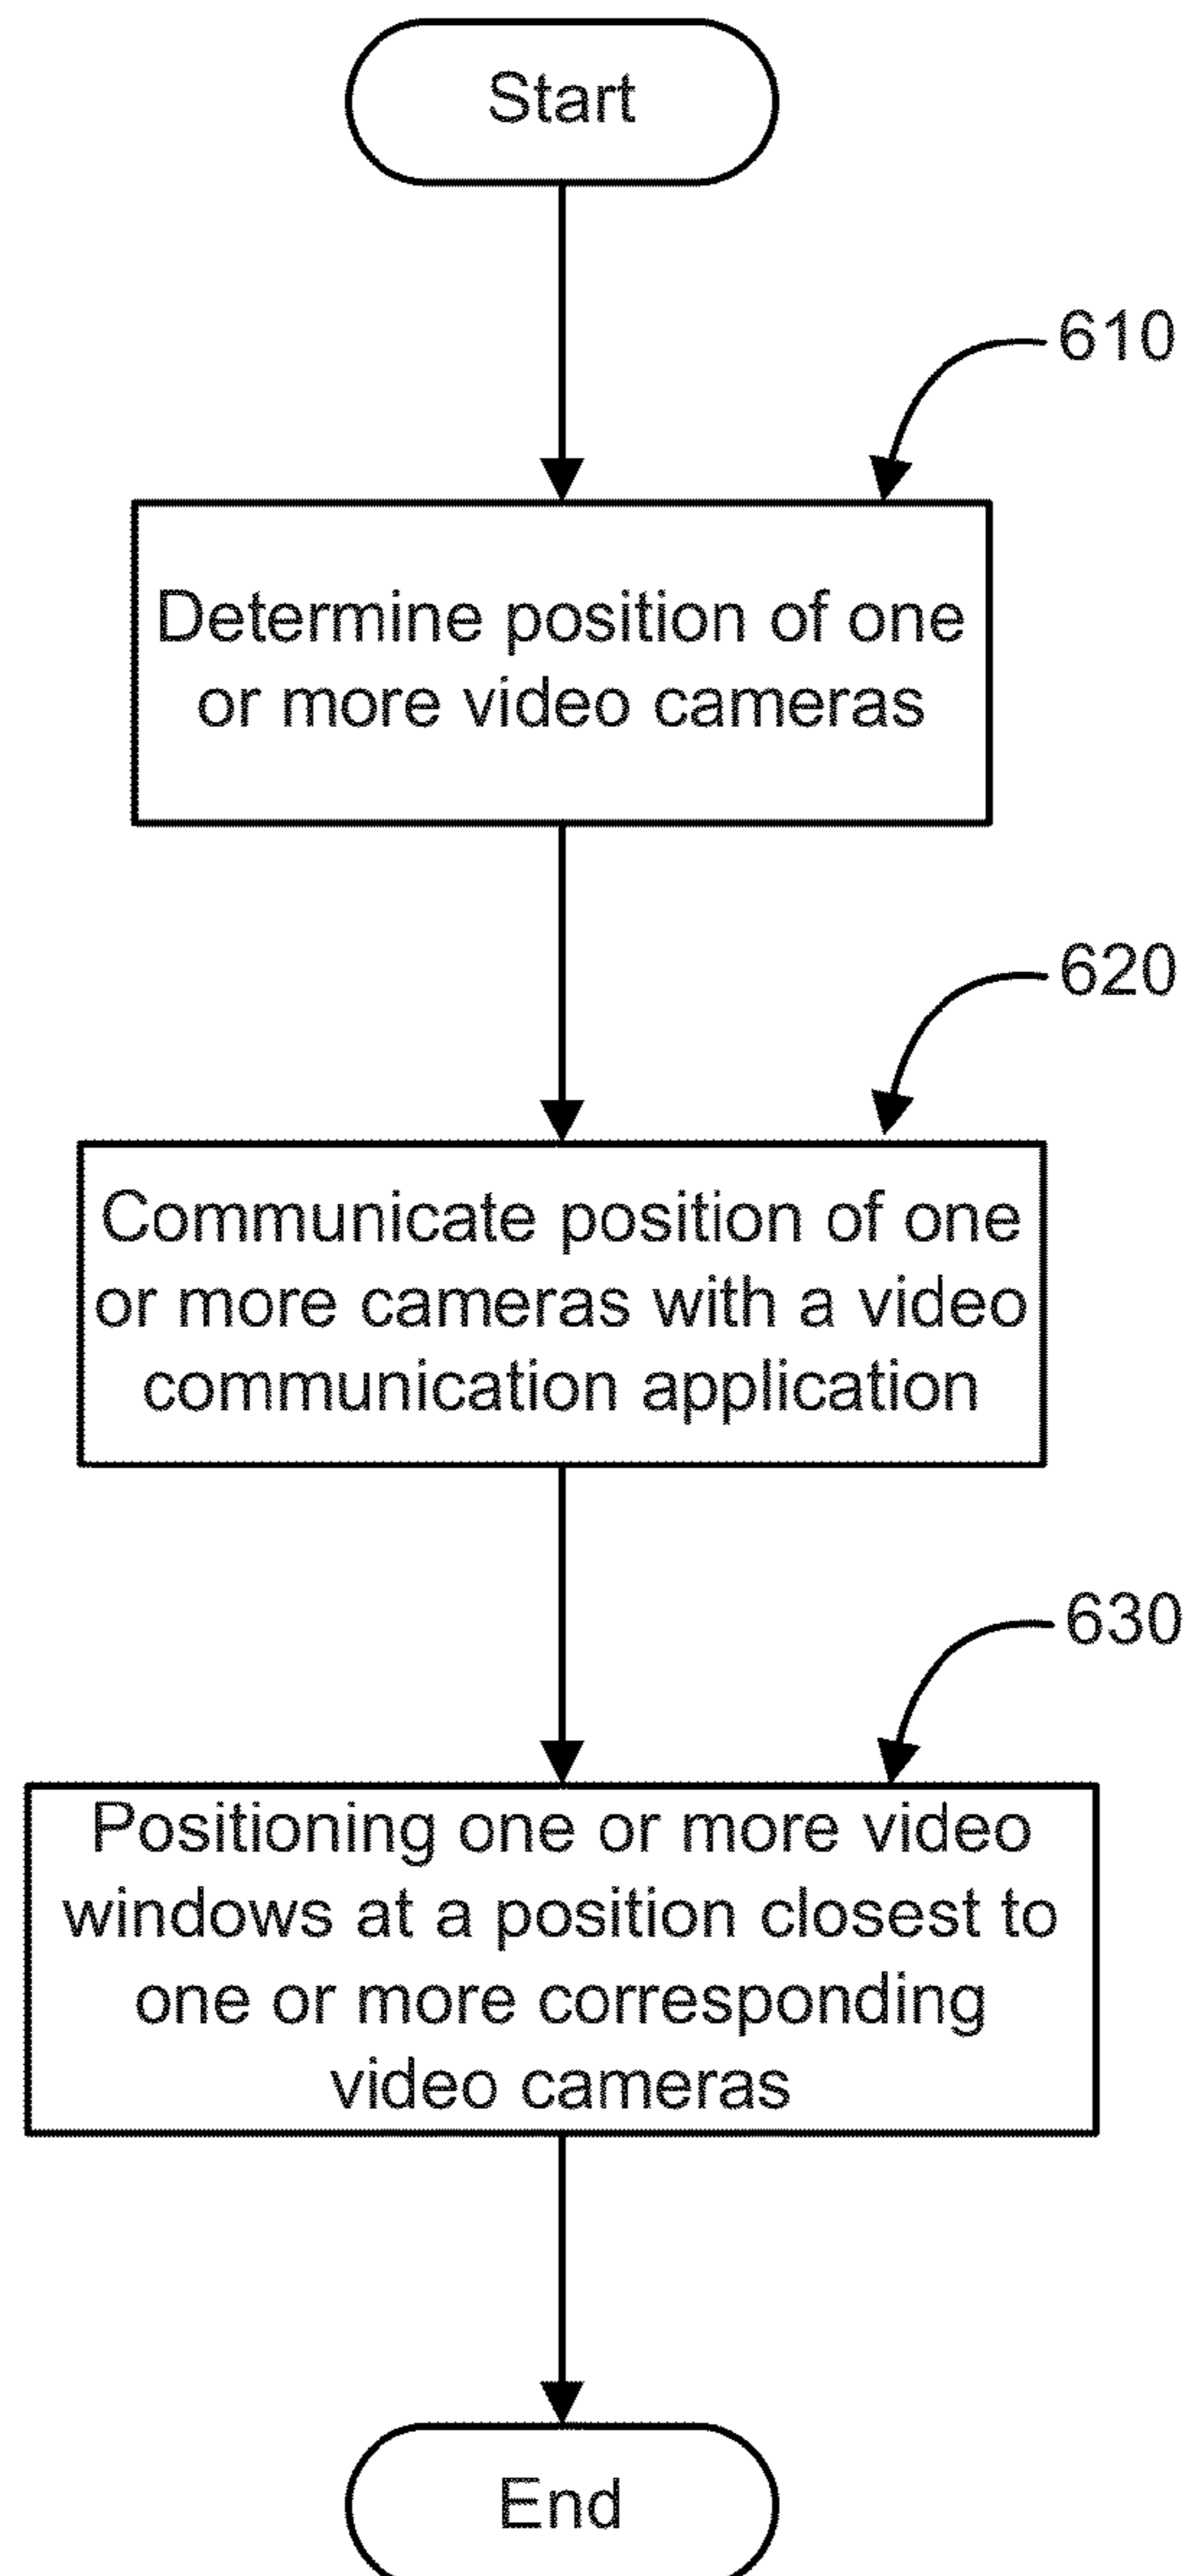 Start
610
Determine position of one
or more video cameras
620
Communicate position of one
or more cameras with a video
communication application
630
Positioning one or more video
windows at a position closest to
one or more corresponding
video cameras
End